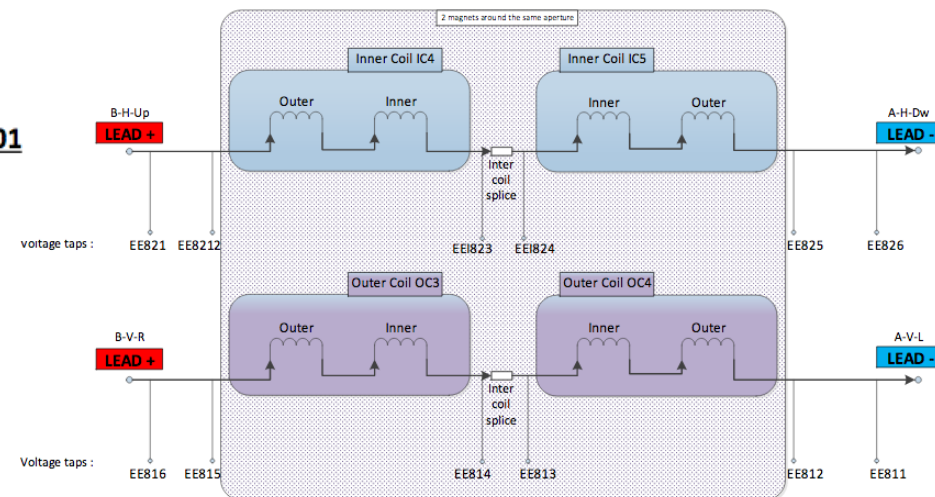 2 magnets around the same aperture
Inner Coil IC4
Inner Coil IC5
Outer
Inner
Inner
Outer
B-H-Up
A-H-Dw
01
LEAD +
LEAD -
Inter
coil
splice
voltage taps :
EE821
EE8212
EEI823
EEI824
EE825
EE826
Outer Coil OC3
Outer Coil OC4
Outer
Inner
Inner
Outer
B-V-R
A-V-L
LEAD +
LEAD -
Inter
coil
splice
Voltage taps :
EE816
EE815
EE814
EE813
EE812
EE811